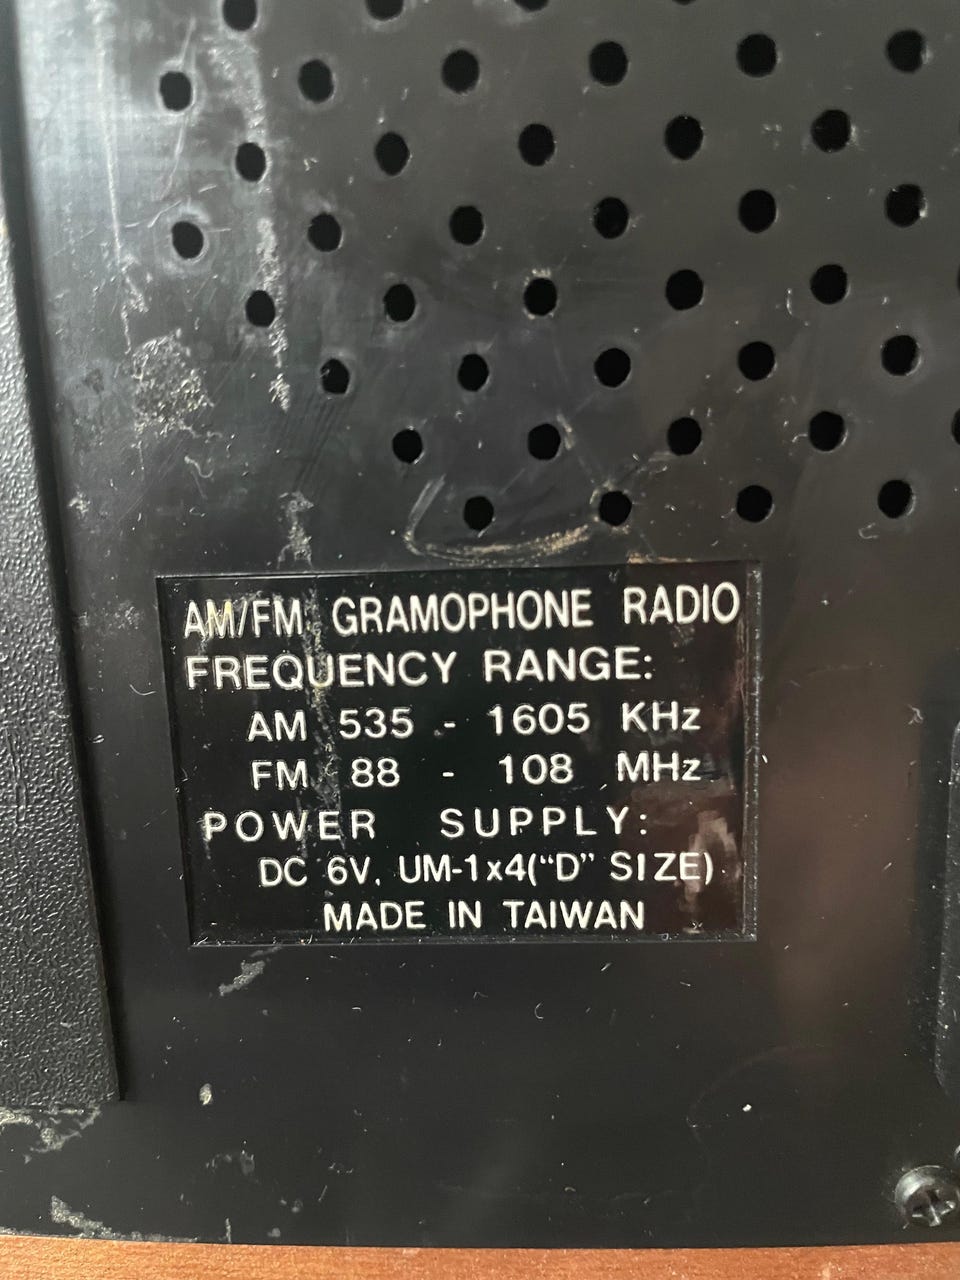 AM/FM GRAMOPHONE RADIO
FREQUENCY RANGE:
AM 535 - 1605 KHz
FM 88 - 108 MHz
POWER SUPPLY:
DC 6V. UM-1x4(“D” SIZE)
MADE IN TAIWAN